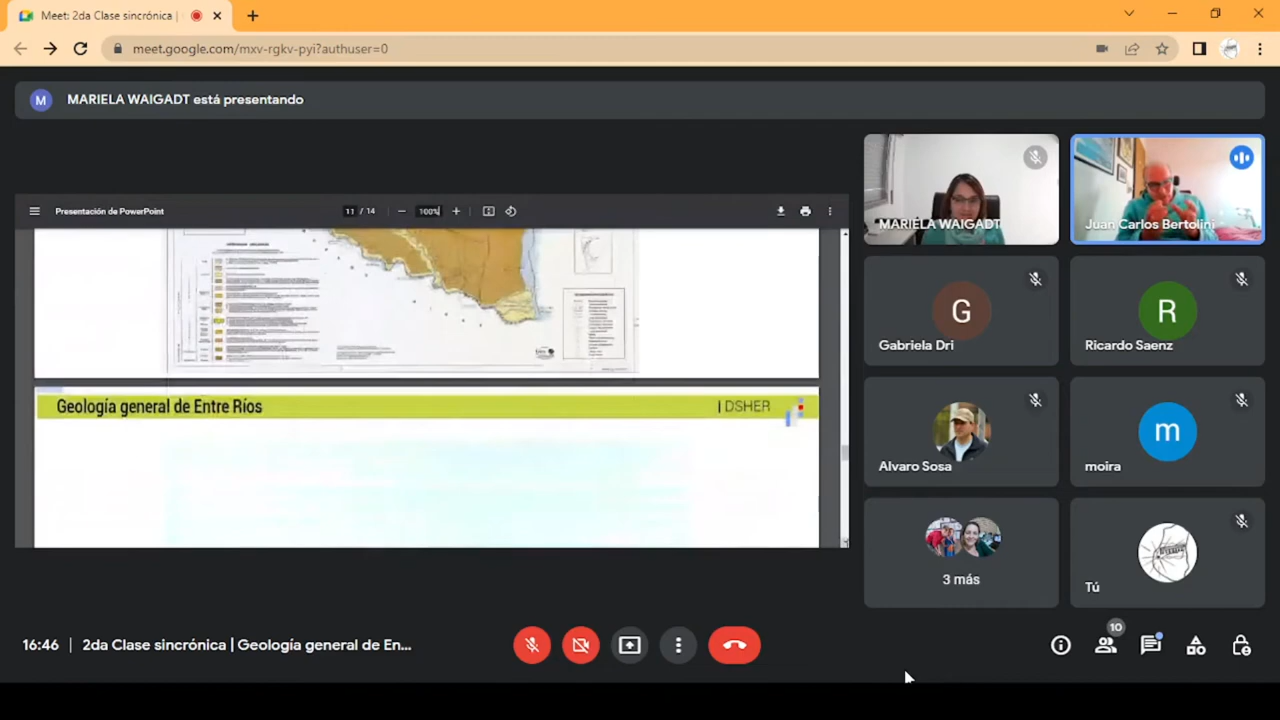 Meet: 2da Clase sincrónica |
meet.google.com/mxv-rgkv-pyi?authuser=0
M
MARIELA WAIGADT está presentando
Presentación de PowerPoint
11 / 14
100%
Geología general de Entre Ríos
| DSHER
MARIELA WAIGADT
Juan Carlos Bertolini
G
Gabriela Dri
R
Ricardo Saenz
Alvaro Sosa
m
moira
3 más
Tú
16:46 | 2da Clase sincrónica | Geología general de En...
10